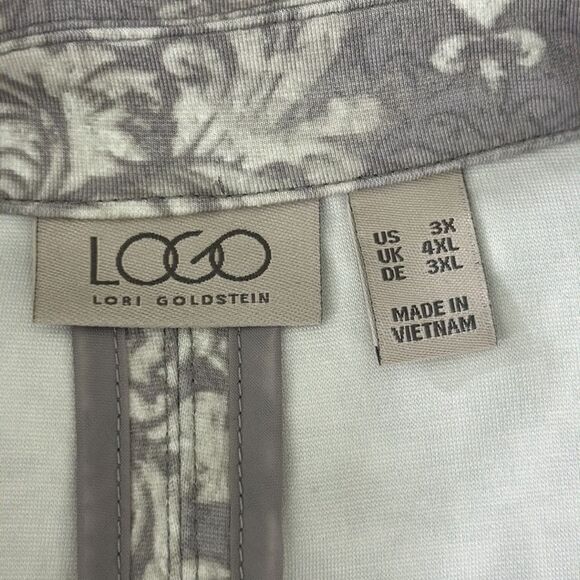 LOGO
LORI GOLDSTEIN
US 3X
UK 4XL
DE 3XL
MADE IN
VIETNAM